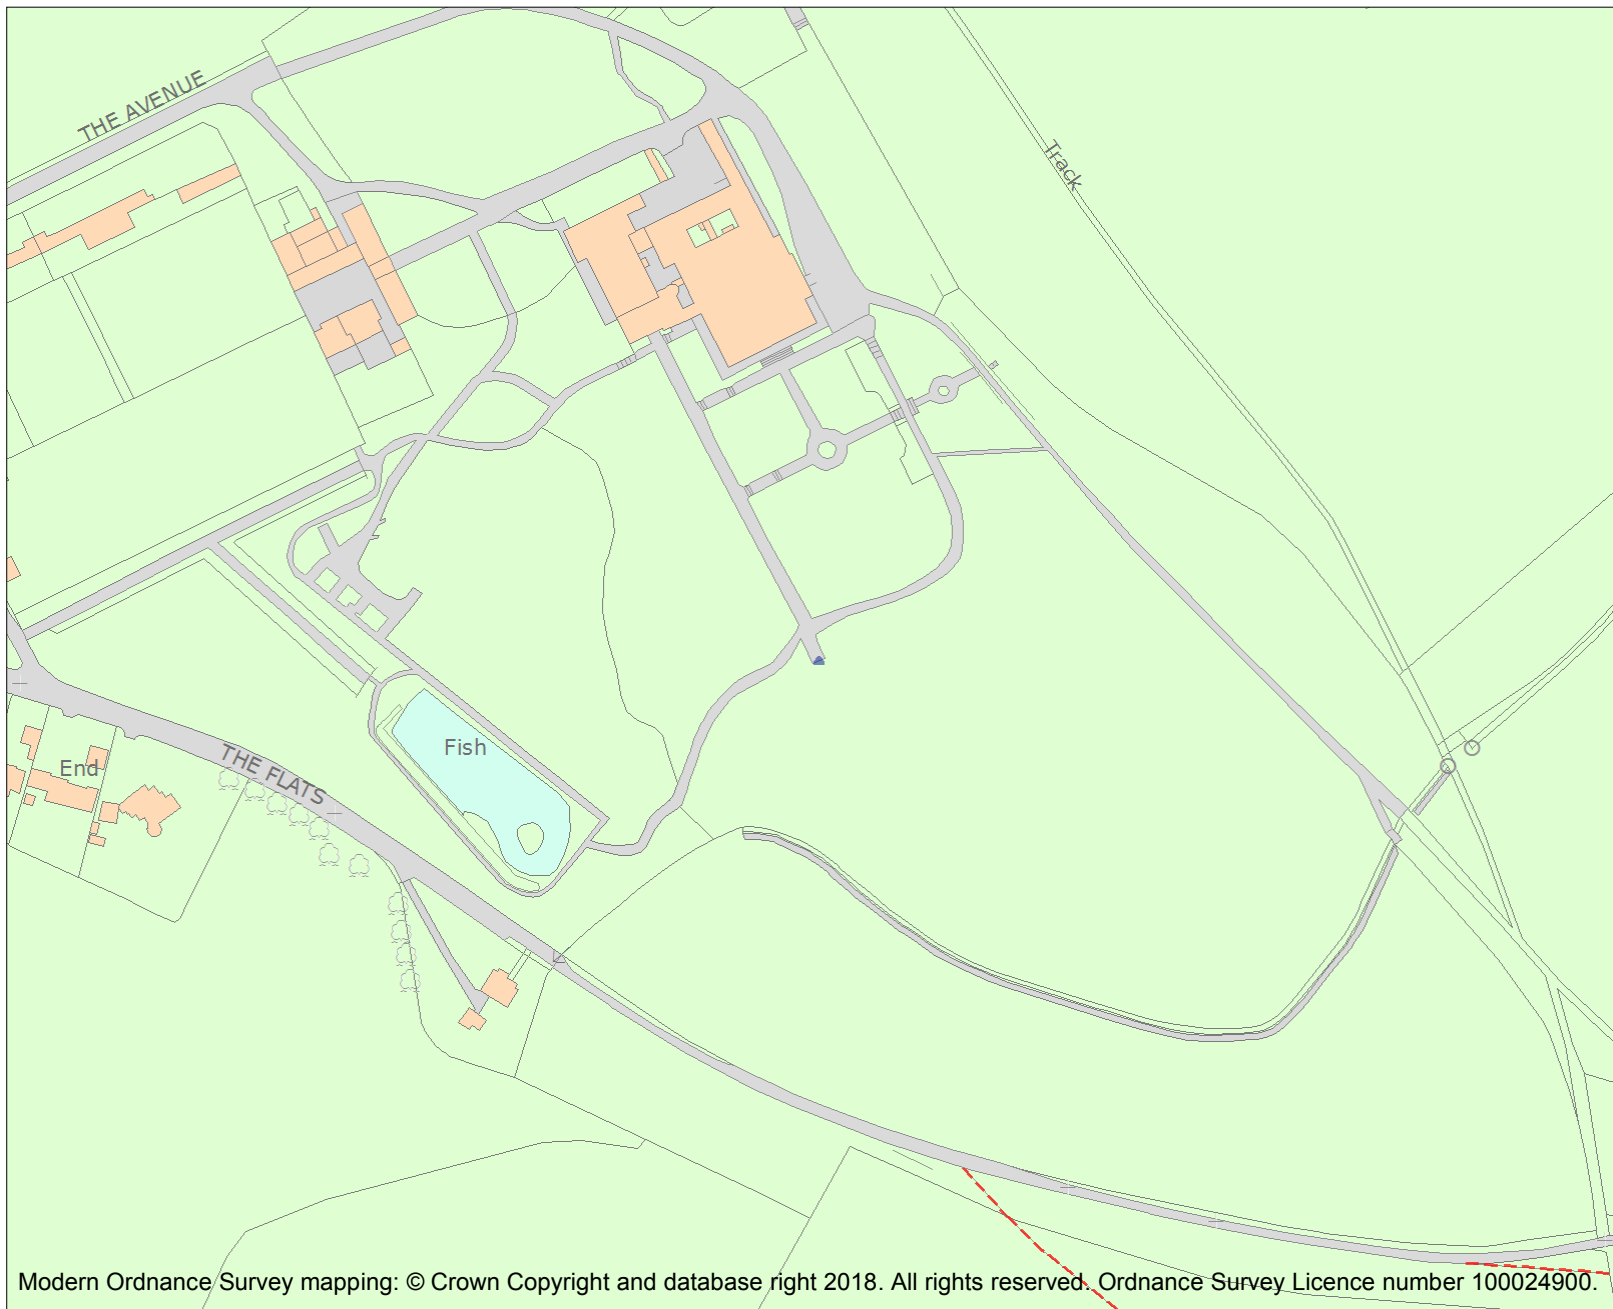 THE AVENUE
Track
Fish
End
THE FLATS
Modern Ordnance Survey mapping: © Crown Copyright and database right 2018. All rights reserved. Ordnance Survey Licence number 100024900.